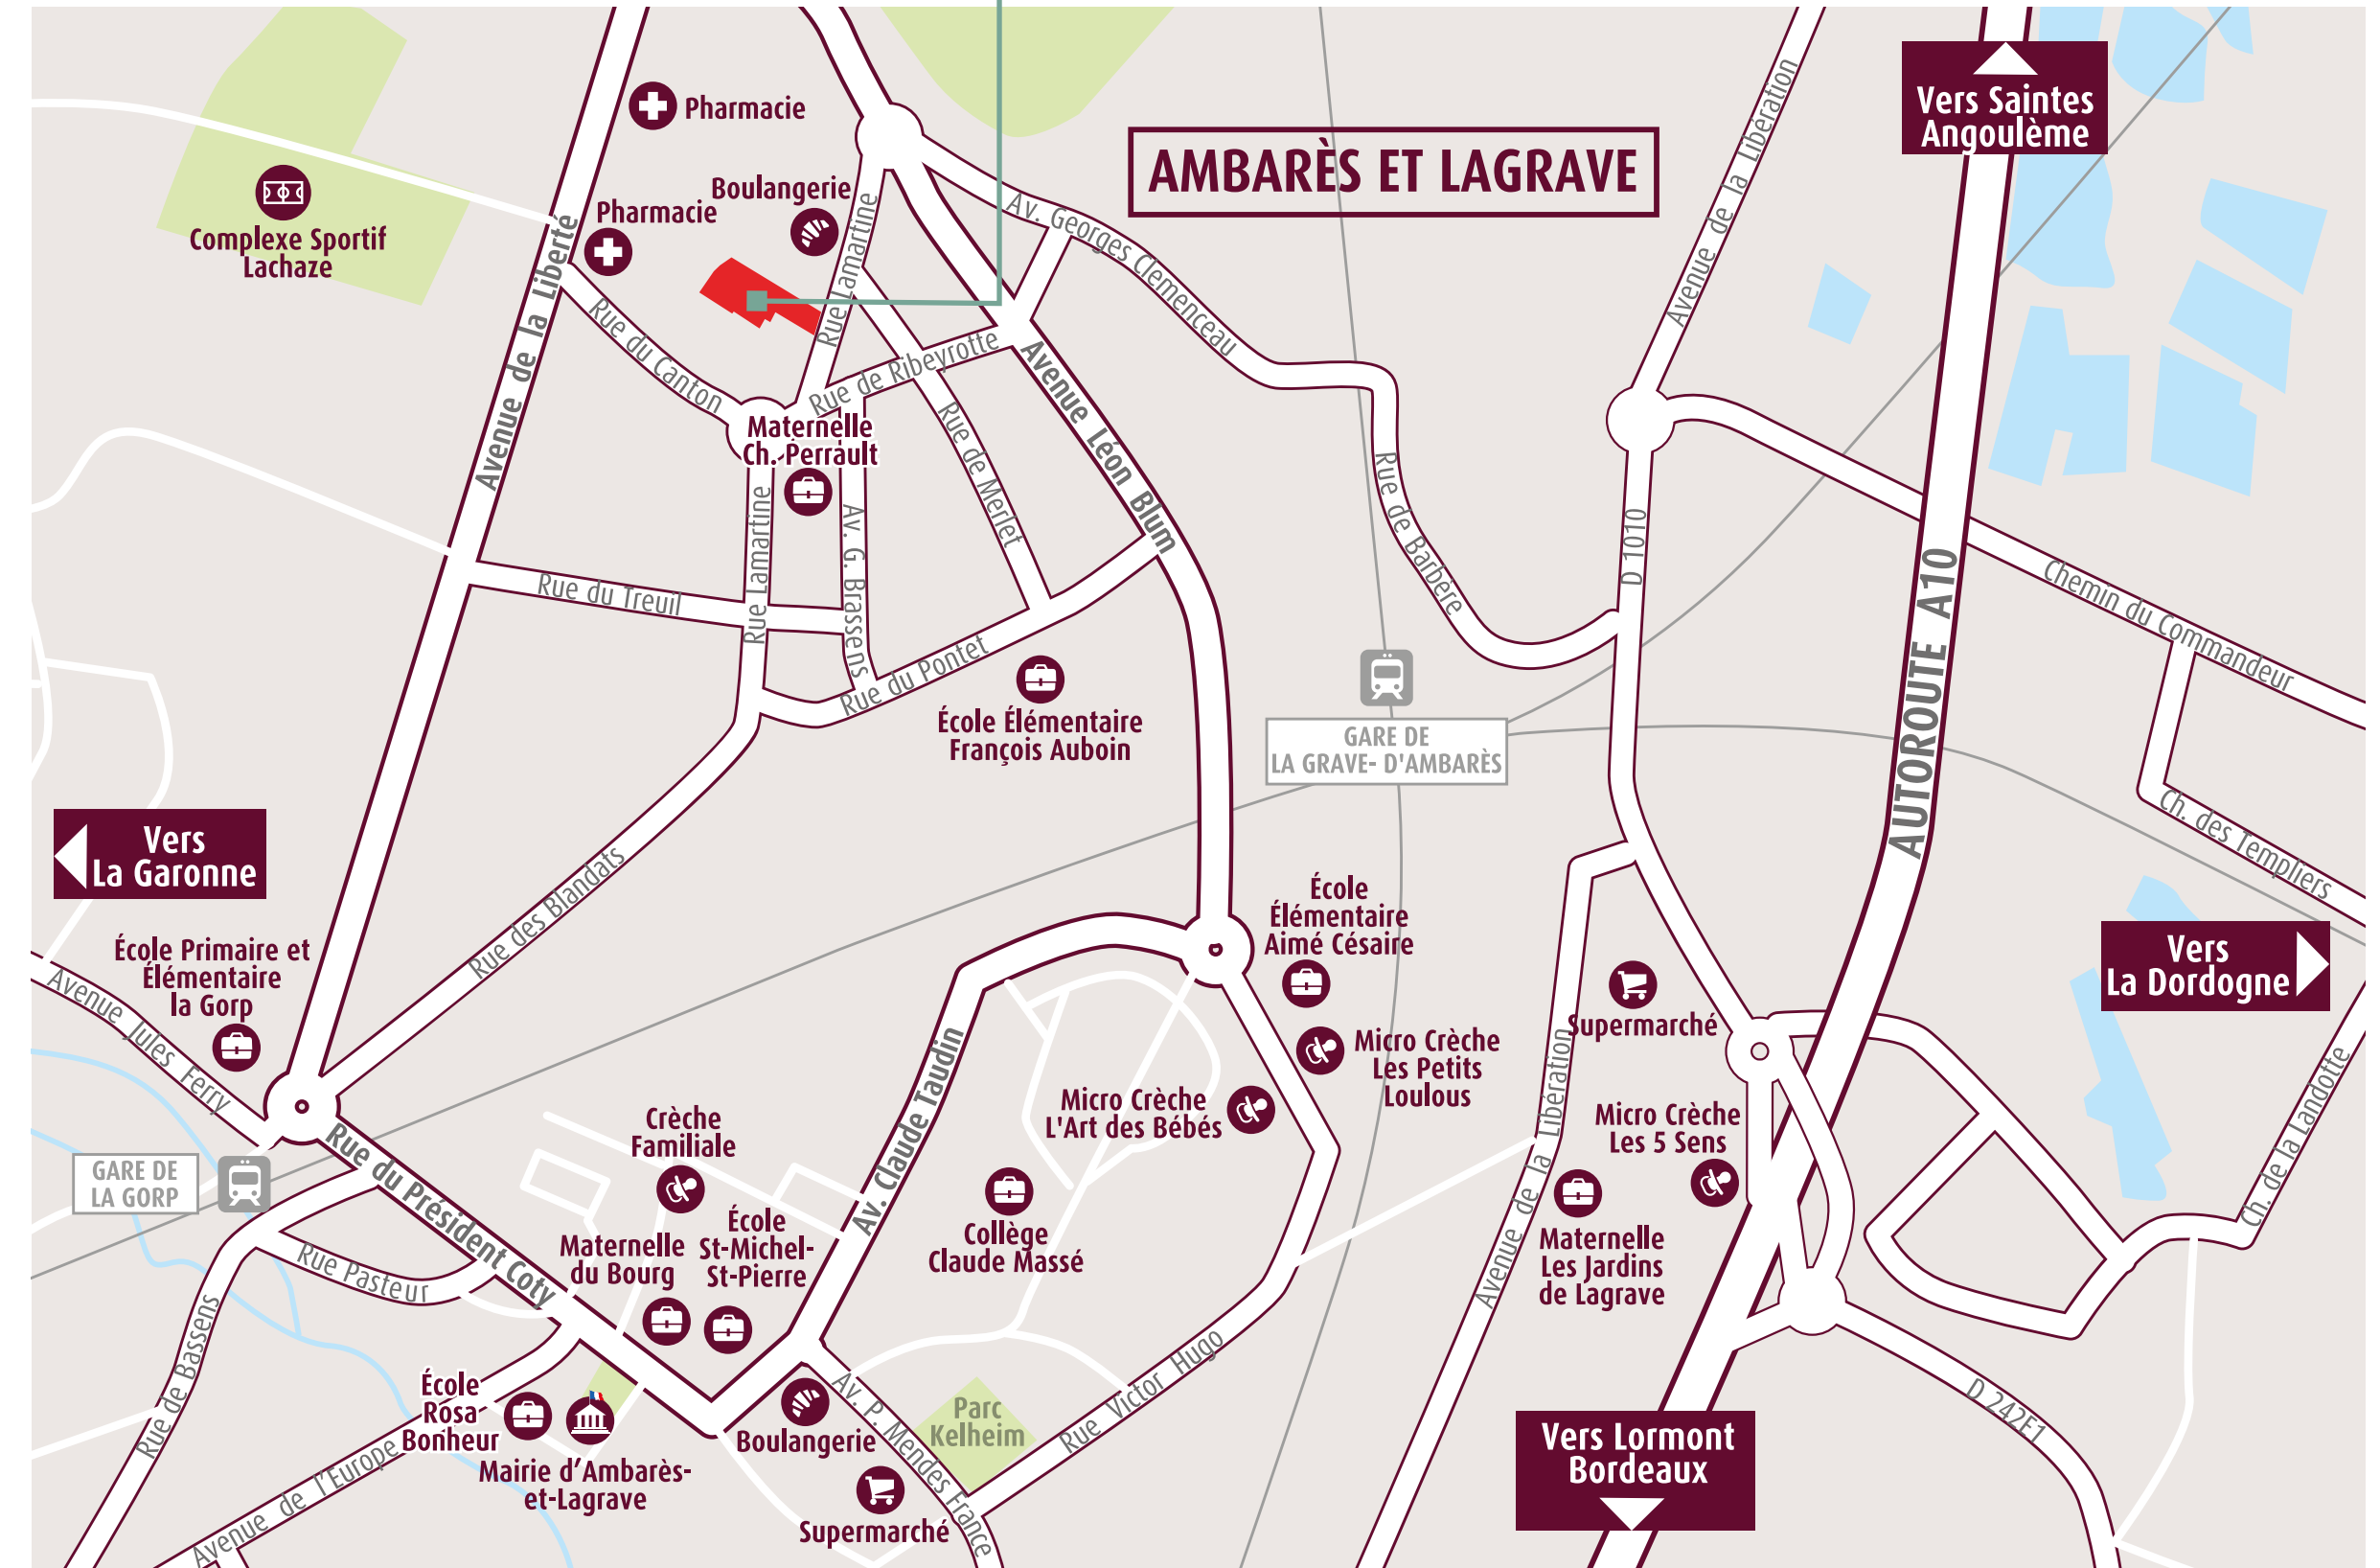 Vers Saintes
Angoulème
Avenue de la Libération
Pharmacie
AMBARÈS ET LAGRAVE
Boulangerie
Pharmacie
Complexe Sportif
Lachaze
Rue Lamartine
Av. Georges Clemenceau
Avenue de la Liberté
Rue du Canton
Rue de Ribeyrotte
Avenue Léon Blum
Maternelle
Ch. Perrault
Rue de Merlet
Rue de Barbère
D 1010
Rue Lamartine
Av. G. Brassens
AUTOROUTE A10
Chemin du Commandeur
Rue du Treuil
Rue du Pontet
École Élémentaire
François Auboin
GARE DE
LA GRAVE- D'AMBARÈS
Ch. des Templiers
Vers
La Garonne
Rue des Blandats
École
Élémentaire
Aimé Césaire
Vers
La Dordogne
École Primaire et
Élémentaire
la Gorp
Avenue Jules Ferry
Supermarché
Micro Crèche
Les Petits
Loulous
Av. Claude Taudin
Micro Crèche
L'Art des Bébés
Avenue de la Libération
Micro Crèche
Les 5 Sens
Ch. de la Landotte
Crèche
Familiale
GARE DE
LA GORP
Rue du Président Coty
École
St-Michel-
St-Pierre
Maternelle
du Bourg
Collège
Claude Massé
Maternelle
Les Jardins
de Lagrave
Rue Pasteur
Rue de Bassens
École
Rosa
Bonheur
Boulangerie
Av. P. Mendes France
Parc
Kelheim
Rue Victor Hugo
D 242E1
Vers Lormont
Bordeaux
Mairie d’Ambarès-
et-Lagrave
Avenue de l'Europe
Supermarché